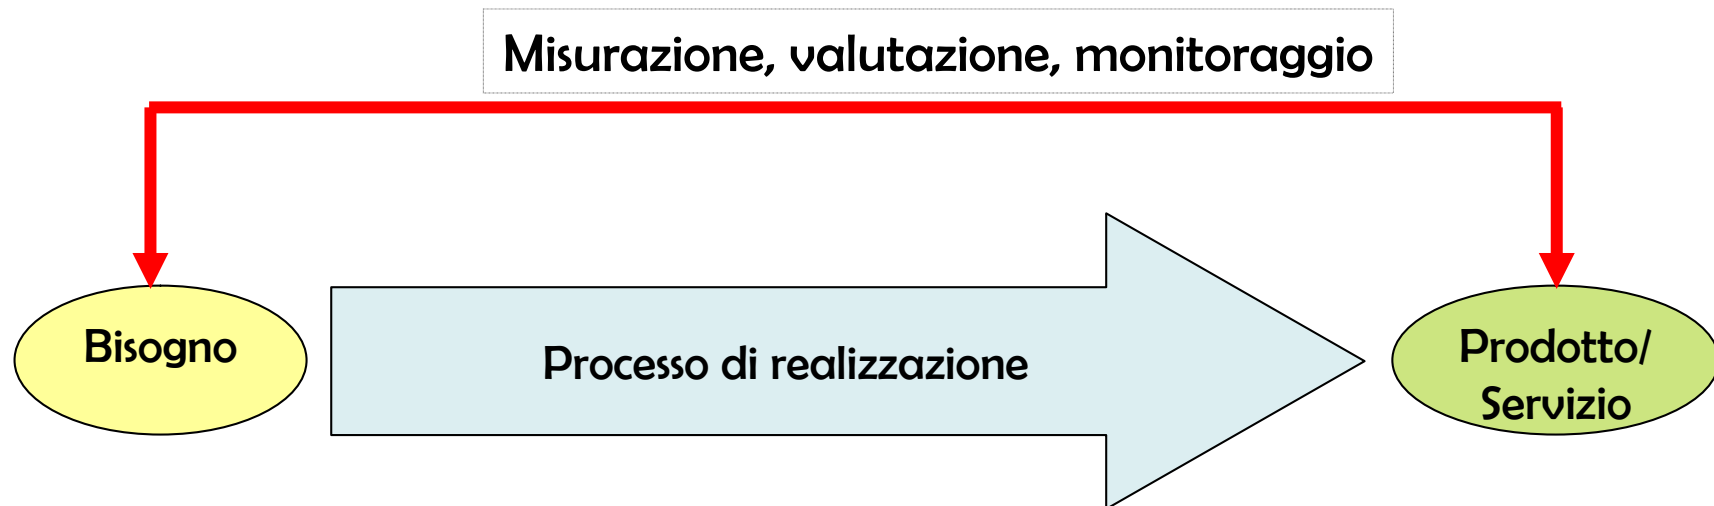 Misurazione, valutazione, monitoraggio
Bisogno
Processo di realizzazione
Prodotto/
Servizio